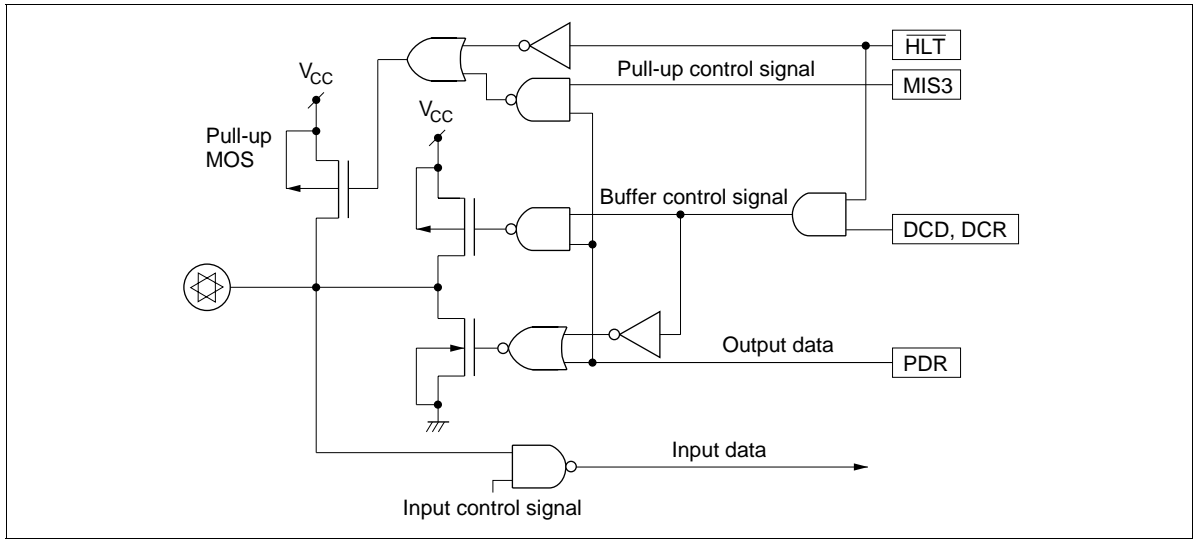 HLT
Pull-up control signal
MIS3
VCC
VCC
Pull-up
MOS
Buffer control signal
DCD, DCR
Output data
PDR
Input data
Input control signal